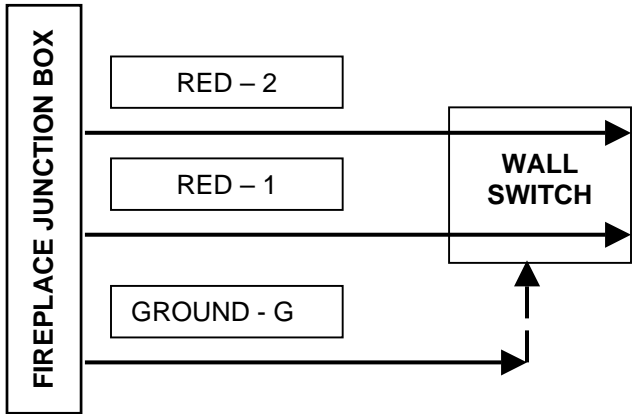 FIREPLACE JUNCTION BOX
RED – 2
RED – 1
WALL
SWITCH
GROUND - G